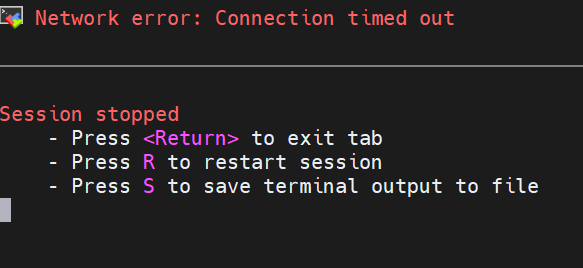 Network error: Connection timed out
Session stopped
- Press <Return> to exit tab
- Press R to restart session
- Press S to save terminal output to file